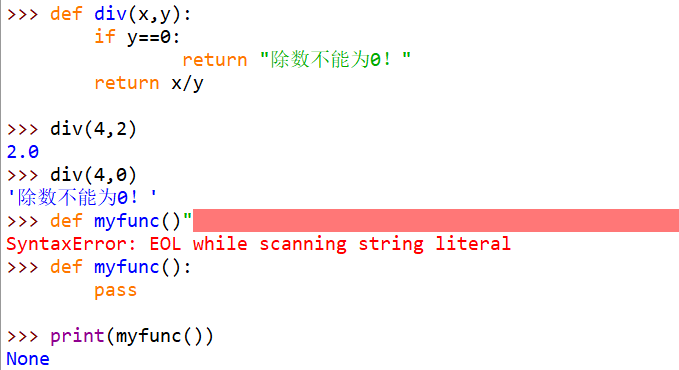 >>> def div(x,y):
        if y==0:
                return "除数不能为0！"
        return x/y

>>> div(4,2)
2.0
>>> div(4,0)
'除数不能为0！'
>>> def myfunc()"
SyntaxError: EOL while scanning string literal
>>> def myfunc():
        pass

>>> print(myfunc())
None